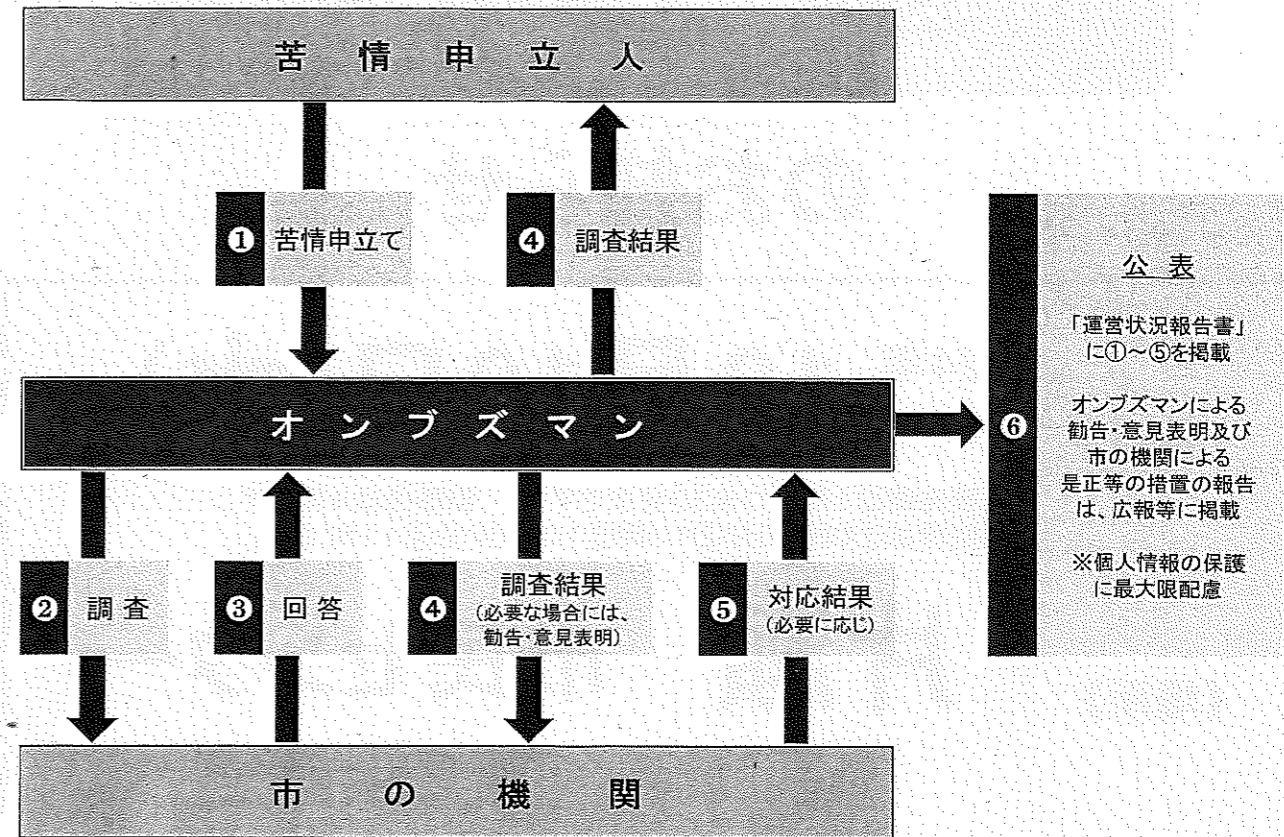 苦情申立人
❶ 苦情申立て
❹ 調査結果
オンブズマン
❷ 調査
❸ 回答
❹ 調査結果
(必要な場合には、
勧告・意見表明)
❺ 対応結果
(必要に応じ)
市の機関
❻
公表
「運営状況報告書」
に①～⑤を掲載
オンブズマンによる
勧告・意見表明及び
市の機関による
是正等の措置の報告
は、広報等に掲載
※個人情報の保護
に最大限配慮